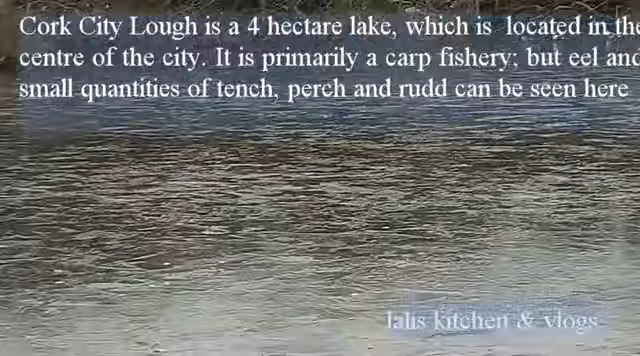 Cork City Lough is a 4 hectare lake, which is located in the
centre of the city. It is primarily a carp fishery; but eel and
small quantities of tench, perch and rudd can be seen here
lalis kitchen & vlogs